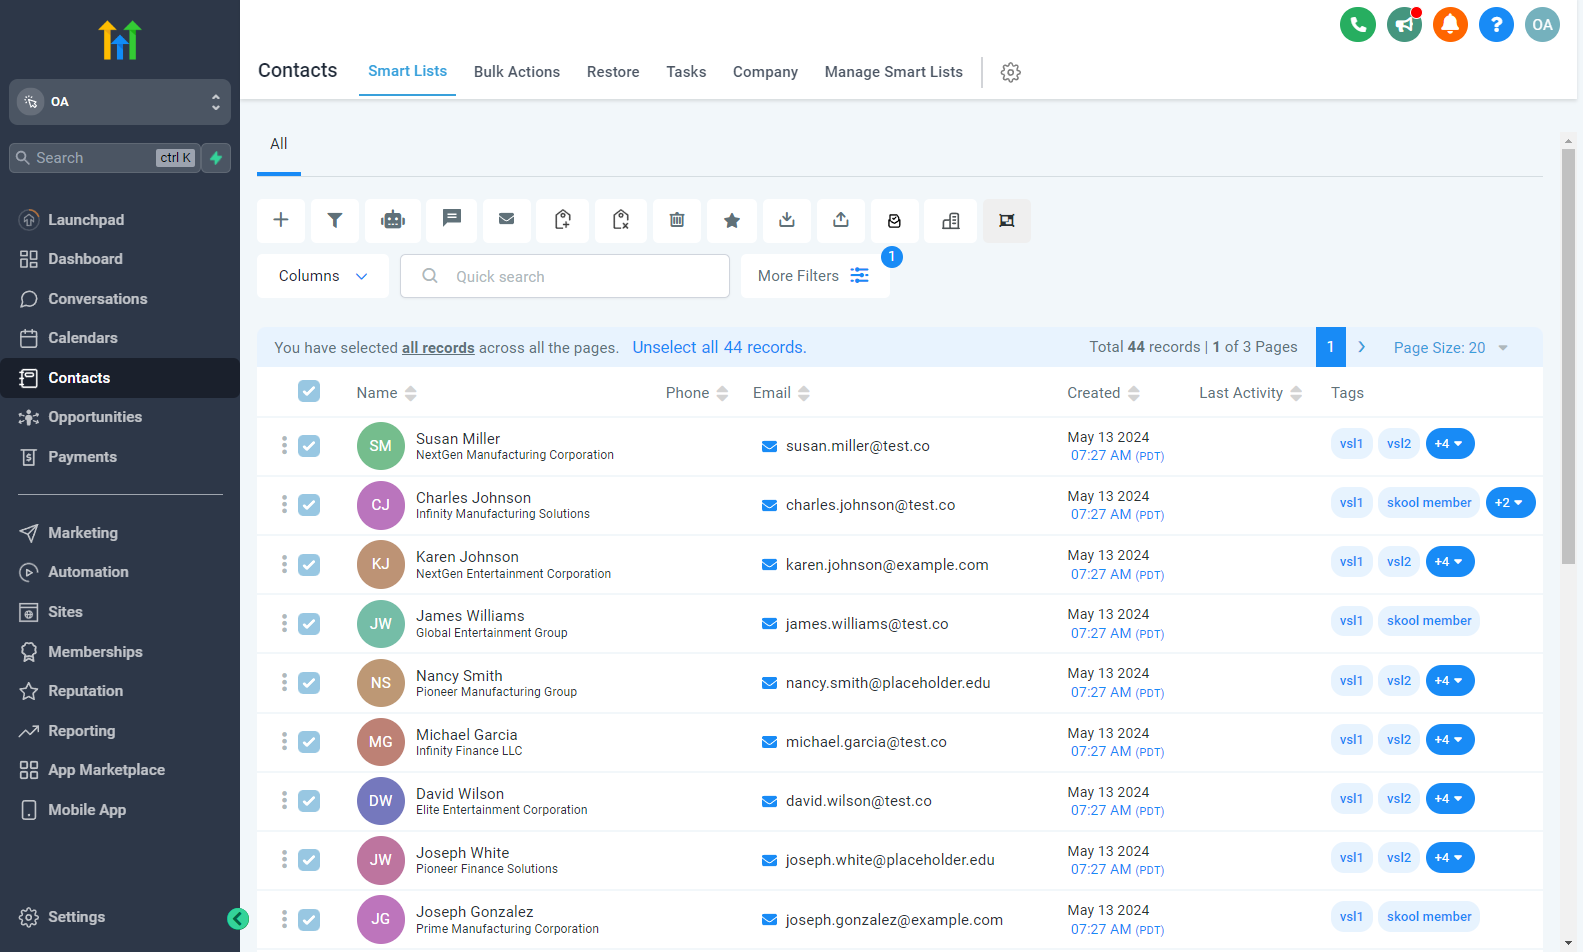 OA
OA
Search
ctrl K
Launchpad
Dashboard
Conversations
Calendars
Contacts
Opportunities
Payments
Marketing
Automation
Sites
Memberships
Reputation
Reporting
App Marketplace
Mobile App
Settings
Contacts
Smart Lists
Bulk Actions
Restore
Tasks
Company
Manage Smart Lists
All
Columns
Quick search
More Filters
1
You have selected all records across all the pages. Unselect all 44 records.
Total 44 records | 1 of 3 Pages
1
Page Size: 20
Name Phone Email Created Last Activity Tags
SM
Susan Miller
NextGen Manufacturing Corporation
susan.miller@test.co
May 13 2024
07:27 AM (PDT)
vsl1 vsl2 +4
CJ
Charles Johnson
Infinity Manufacturing Solutions
charles.johnson@test.co
May 13 2024
07:27 AM (PDT)
vsl1 skool member +2
KJ
Karen Johnson
NextGen Entertainment Corporation
karen.johnson@example.com
May 13 2024
07:27 AM (PDT)
vsl1 vsl2 +4
JW
James Williams
Global Entertainment Group
james.williams@test.co
May 13 2024
07:27 AM (PDT)
vsl1 skool member
NS
Nancy Smith
Pioneer Manufacturing Group
nancy.smith@placeholder.edu
May 13 2024
07:27 AM (PDT)
vsl1 vsl2 +4
MG
Michael Garcia
Infinity Finance LLC
michael.garcia@test.co
May 13 2024
07:27 AM (PDT)
vsl1 vsl2 +4
DW
David Wilson
Elite Entertainment Corporation
david.wilson@test.co
May 13 2024
07:27 AM (PDT)
vsl1 vsl2 +4
JW
Joseph White
Pioneer Finance Solutions
joseph.white@placeholder.edu
May 13 2024
07:27 AM (PDT)
vsl1 vsl2 +4
JG
Joseph Gonzalez
Prime Manufacturing Corporation
joseph.gonzalez@example.com
May 13 2024
07:27 AM (PDT)
vsl1 skool member